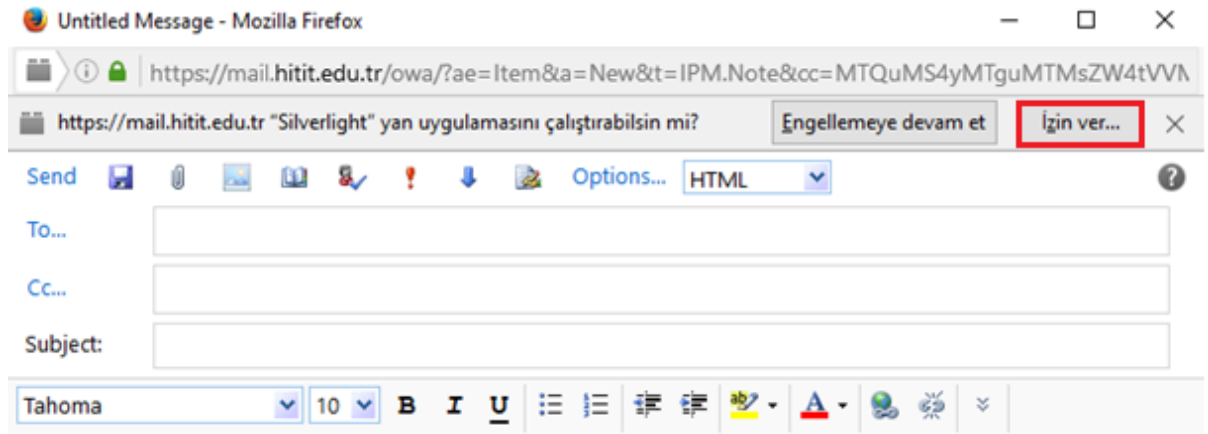 Untitled Message - Mozilla Firefox
https://mail.hitit.edu.tr/owa/?ae=Item&a=New&t=IPM.Note&cc=MTQuMS4yMTguMTMsZW4tVVM
https://mail.hitit.edu.tr "Silverlight" yan uygulamasını çalıştırabilsin mi? Engellemeye devam et İzin ver...
Send Options... HTML
To...
Cc...
Subject:
Tahoma 10 B I U ab A